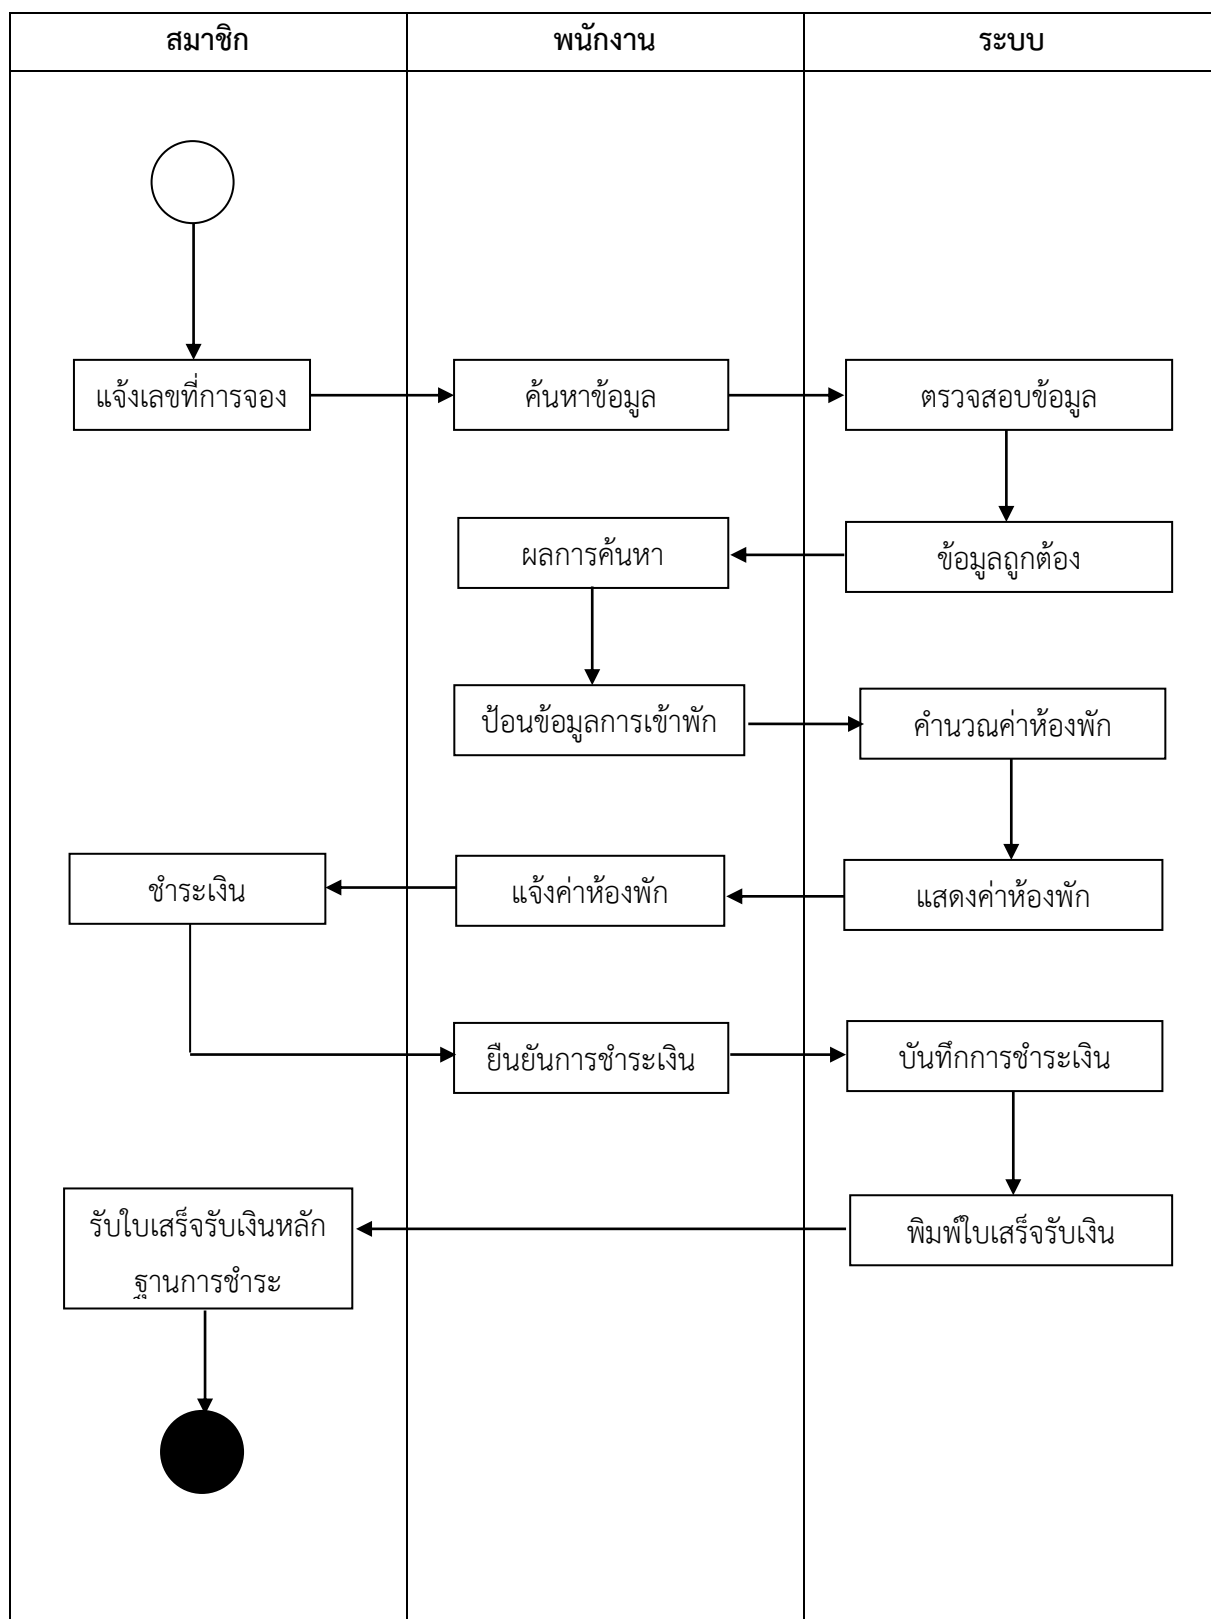 สมาชิก พนักงาน ระบบ
แจ้งเลขที่การจอง ค้นหาข้อมูล ตรวจสอบข้อมูล
ผลการค้นหา ข้อมูลถูกต้อง
ป้อนข้อมูลการเข้าพัก คำนวณค่าห้องพัก
ชำระเงิน แจ้งค่าห้องพัก แสดงค่าห้องพัก
ยืนยันการชำระเงิน บันทึกการชำระเงิน
รับใบเสร็จรับเงินหลัก พิมพ์ใบเสร็จรับเงิน
ฐานการชำระ